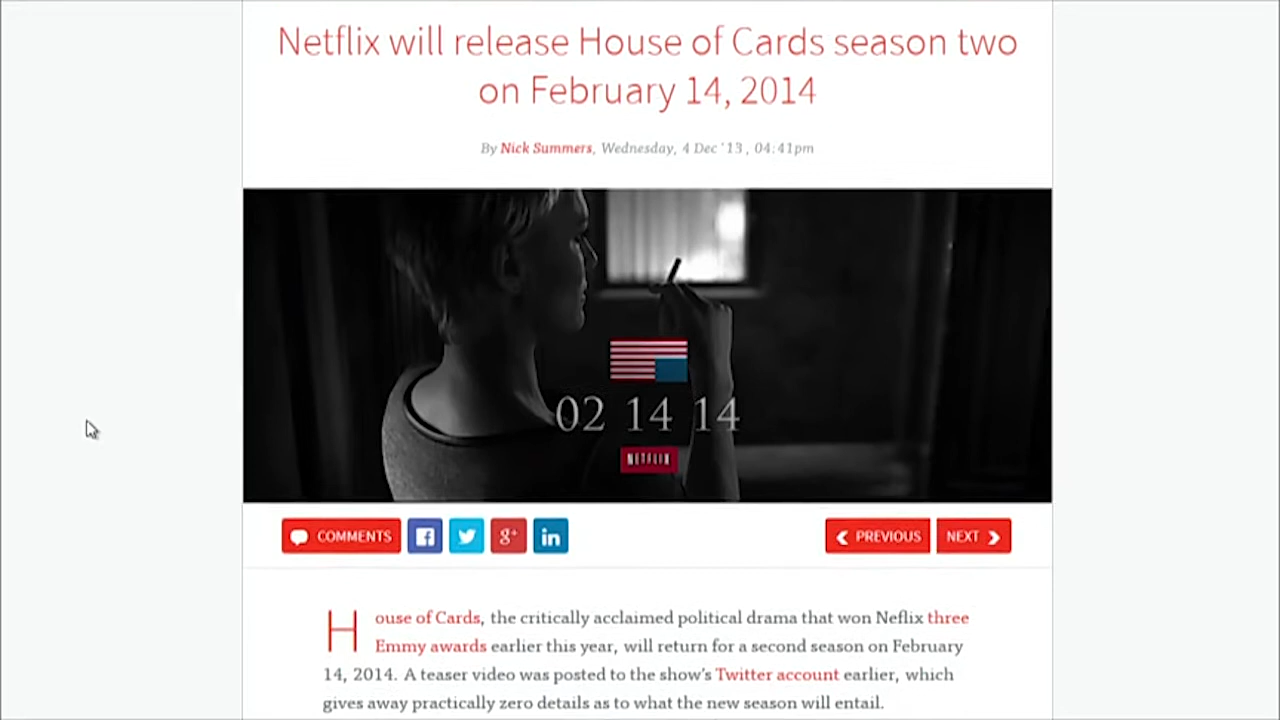 Netflix will release House of Cards season two
on February 14, 2014
By Nick Summers, Wednesday, 4 Dec '13, 04:41pm
02 14 14
NETFLIX
COMMENTS
g+
in
PREVIOUS
NEXT
House of Cards, the critically acclaimed political drama that won Neflix three
Emmy awards earlier this year, will return for a second season on February
14, 2014. A teaser video was posted to the show's Twitter account earlier, which
gives away practically zero details as to what the new season will entail.